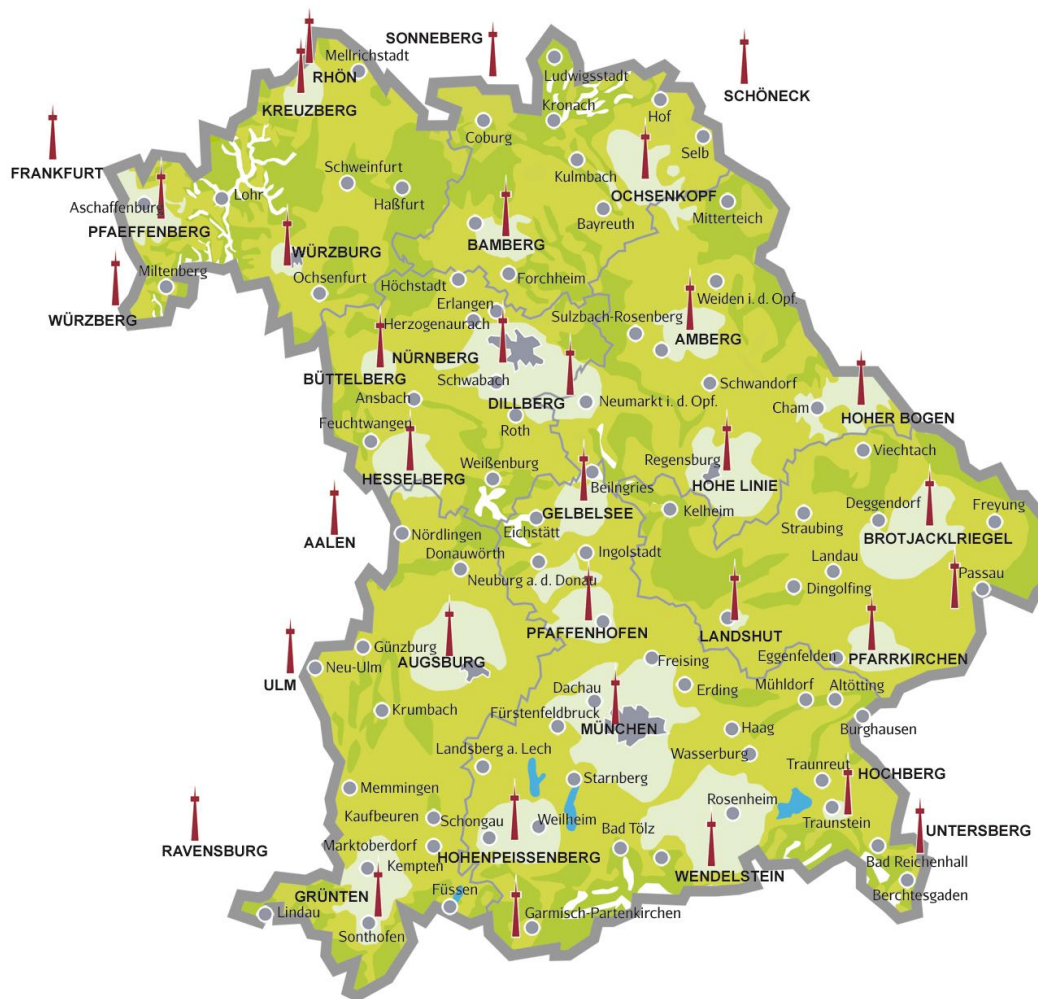 SONNEBERG
Mellrichstadt
RHÖN
Ludwigsstadt
SCHÖNECK
KREUZBERG
Kronach
Hof
Coburg
Selb
FRANKFURT
Kulmbach
Schweinfurt
Haßfurt
OCHSENKOPF
Lohr
Aschaffenburg
Mitterteich
Bayreuth
PFAEFFENBERG
BAMBERG
WÜRZBURG
Miltenberg
Ochsenfurt
Höchstadt
Forchheim
Weiden i. d. Opf.
WÜRZBERG
Erlangen
Herzogenaurach
Sulzbach-Rosenberg
AMBERG
NÜRNBERG
BÜTTELBERG
Schwabach
Schwandorf
Ansbach
DILLBERG
Neumarkt i. d. Opf.
Cham
HOHER BOGEN
Feuchtwangen
Roth
Viechtach
Weißenburg
Regensburg
HESSELBERG
Beilngries
HOHE LINIE
Deggendorf
Freyung
GELBELSEE
Kelheim
Straubing
BROTJACKLRIEGEL
AALEN
Nördlingen
Eichstätt
Donauwörth
Ingolstadt
Landau
Neuburg a. d. Donau
Dingolfing
Passau
PFAFFENHOFEN
LANDSHUT
Günzburg
AUGSBURG
Freising
Eggenfelden
PFARRKIRCHEN
Neu-Ulm
ULM
Dachau
Erding
Mühldorf
Altötting
Krumbach
Fürstenfeldbruck
MÜNCHEN
Haag
Burghausen
Landsberg a. Lech
Wasserburg
Starnberg
Traunreut
HOCHBERG
Memmingen
Rosenheim
Kaufbeuren
Schongau
Weilheim
Bad Tölz
Traunstein
UNTERSBERG
RAVENSBURG
Marktoberdorf
HOHENPEISSENBERG
Bad Reichenhall
Kempten
WENDELSTEIN
GRÜNTEN
Füssen
Berchtesgaden
Lindau
Garmisch-Partenkirchen
Sonthofen